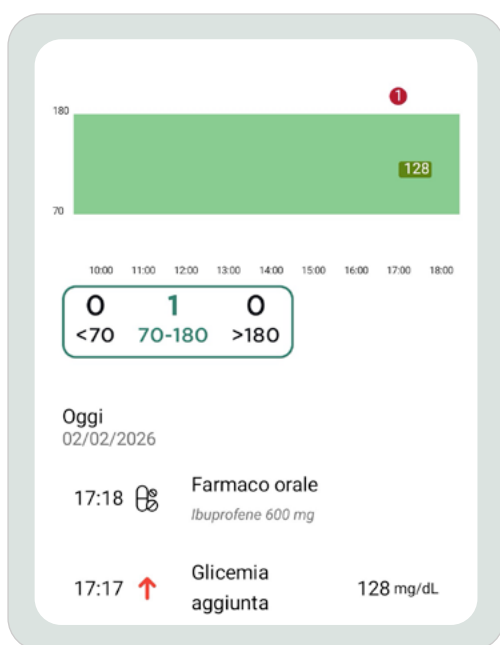 1
180
128
70
10:00 11:00 12:00 13:00 14:00 15:00 16:00 17:00 18:00
0 1 0
<70 70-180 >180
Oggi
02/02/2026
17:18 Farmaco orale
Ibuprofene 600 mg
17:17 Glicemia aggiunta 128 mg/dL